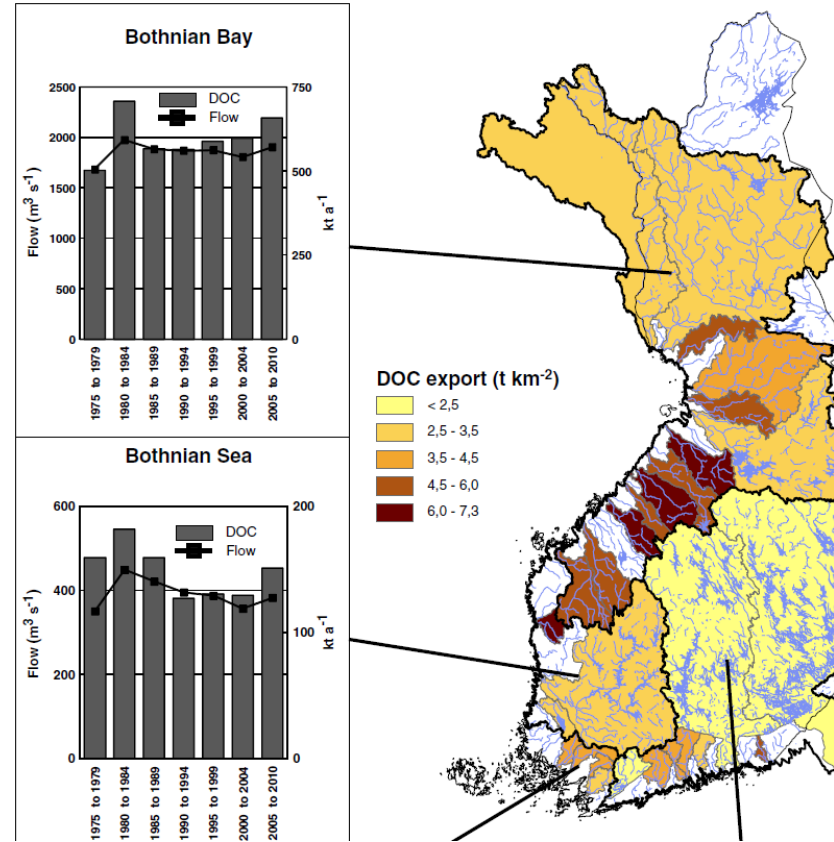 Bothnian Bay
2500
2000
1500
1000
500
0
Flow (m³ s⁻¹)
750
500
250
0
kt a⁻¹
DOC
Flow
1975 to 1979
1980 to 1984
1985 to 1989
1990 to 1994
1995 to 1999
2000 to 2004
2005 to 2010
Bothnian Sea
600
400
200
0
Flow (m³ s⁻¹)
200
100
0
kt a⁻¹
DOC
Flow
1975 to 1979
1980 to 1984
1985 to 1989
1990 to 1994
1995 to 1999
2000 to 2004
2005 to 2010
DOC export (t km⁻²)
< 2,5
2,5 - 3,5
3,5 - 4,5
4,5 - 6,0
6,0 - 7,3